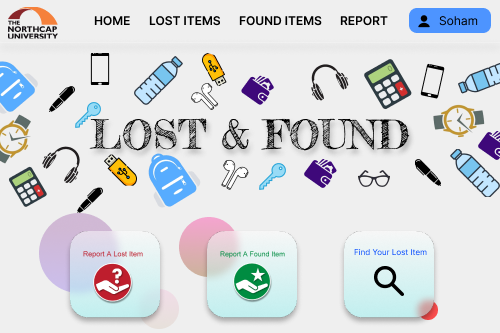 THE
NORTHCAP
UNIVERSITY
HOME LOST ITEMS FOUND ITEMS REPORT Soham
LOST & FOUND
Report A Lost Item Report A Found Item Find Your Lost Item
?